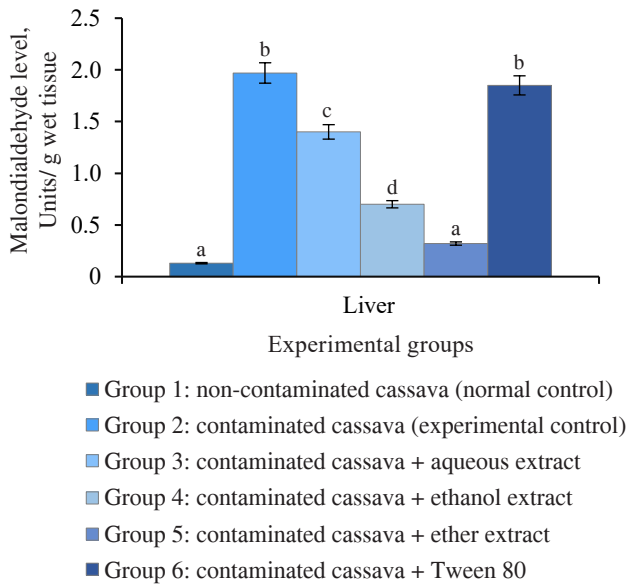 Malondialdehyde level,
Units/ g wet tissue
2.5
2.0
1.5
1.0
0.5
0
a
b
c
d
a
b
Liver
Experimental groups
Group 1: non-contaminated cassava (normal control)
Group 2: contaminated cassava (experimental control)
Group 3: contaminated cassava + aqueous extract
Group 4: contaminated cassava + ethanol extract
Group 5: contaminated cassava + ether extract
Group 6: contaminated cassava + Tween 80